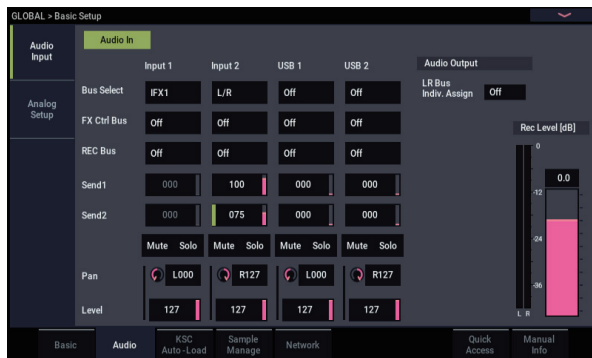 GLOBAL > Basic Setup
Audio Input
Analog Setup
Audio In
Input 1 Input 2 USB 1 USB 2
Bus Select IFX1 L/R Off Off
FX Ctrl Bus Off Off Off Off
REC Bus Off Off Off Off
Send1 000 100 000 000
Send2 000 075 000 000
Mute Solo Mute Solo Mute Solo Mute Solo
Pan L000 R127 L000 R127
Level 127 127 127 127
Audio Output
LR Bus
Indiv. Assign Off
Rec Level [dB]
0
0.0
-12
-24
-36
L R
Basic Audio KSC Auto-Load Sample Manage Network Quick Access Manual Info